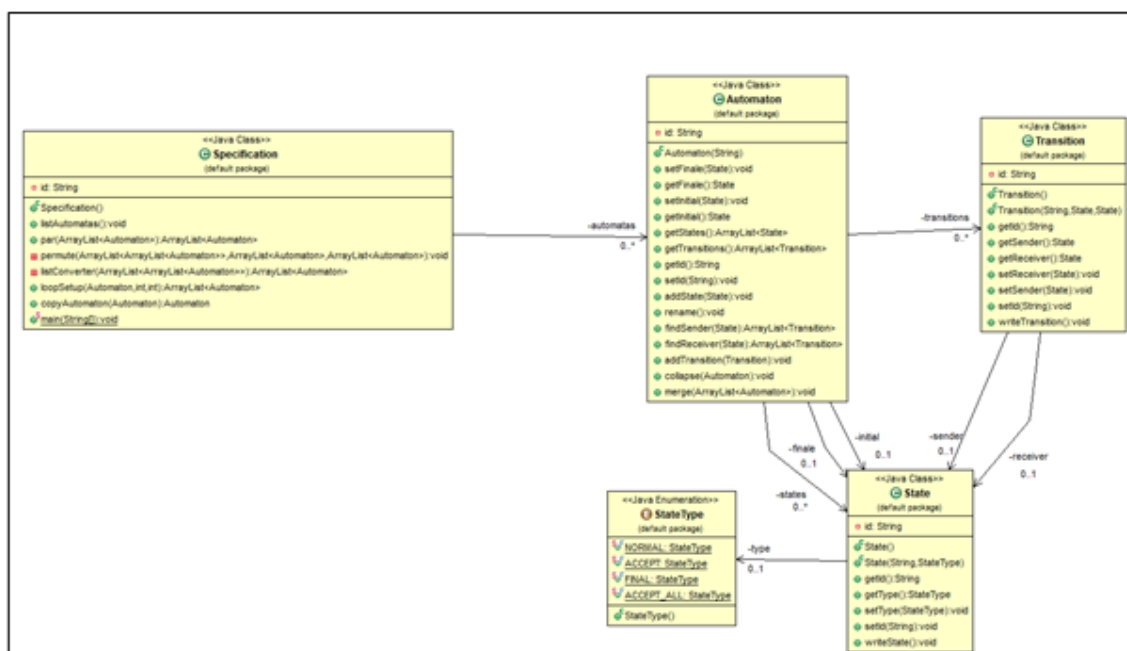 <<Java Class>>
Specification
(default package)
id: String
Specification()
listAutomatas():void
par(ArrayList<Automaton>):ArrayList<Automaton>
permute(ArrayList<ArrayList<Automaton>>,ArrayList<Automaton>,ArrayList<Automaton>):void
listConverter(ArrayList<ArrayList<Automaton>>):ArrayList<Automaton>
loopSetup(Automaton,int,int):ArrayList<Automaton>
copyAutomaton(Automaton):Automaton
main(String[]):void
-automatas
0..*
<<Java Class>>
Automaton
(default package)
id: String
Automaton(String)
setFinale(State):void
getFinale():State
setInitial(State):void
getInitial():State
getStates():ArrayList<State>
getTransitions():ArrayList<Transition>
getId():String
setId(String):void
addState(State):void
rename():void
findSender(State):ArrayList<Transition>
findReceiver(State):ArrayList<Transition>
addTransition(Transition):void
collapse(Automaton):void
merge(ArrayList<Automaton>):void
-transitions
0..*
<<Java Class>>
Transition
(default package)
id: String
Transition()
Transition(String,State,State)
getId():String
getSender():State
getReceiver():State
setReceiver(State):void
setSender(State):void
setId(String):void
writeTransition():void
-finale
0..1
-initial
0..1
-sender
0..1
-receiver
0..1
-states
0..*
<<Java Enumeration>>
StateType
(default package)
NORMAL: StateType
ACCEPT: StateType
FINAL: StateType
ACCEPT_ALL: StateType
StateType()
-type
0..1
<<Java Class>>
State
(default package)
id: String
State()
State(String,StateType)
getId():String
getType():StateType
setType(StateType):void
setId(String):void
writeState():void